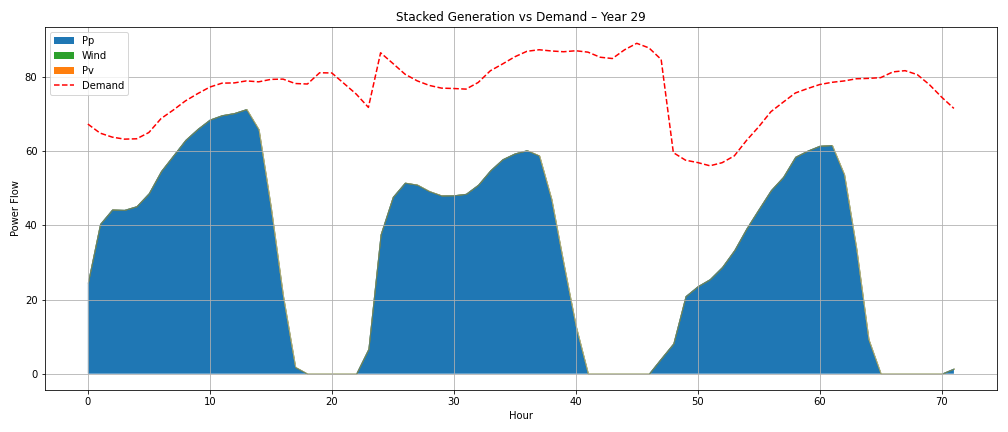 Stacked Generation vs Demand – Year 29
Pp
Wind
Pv
Demand
Power Flow
80
60
40
20
0
0 10 20 30 40 50 60 70
Hour